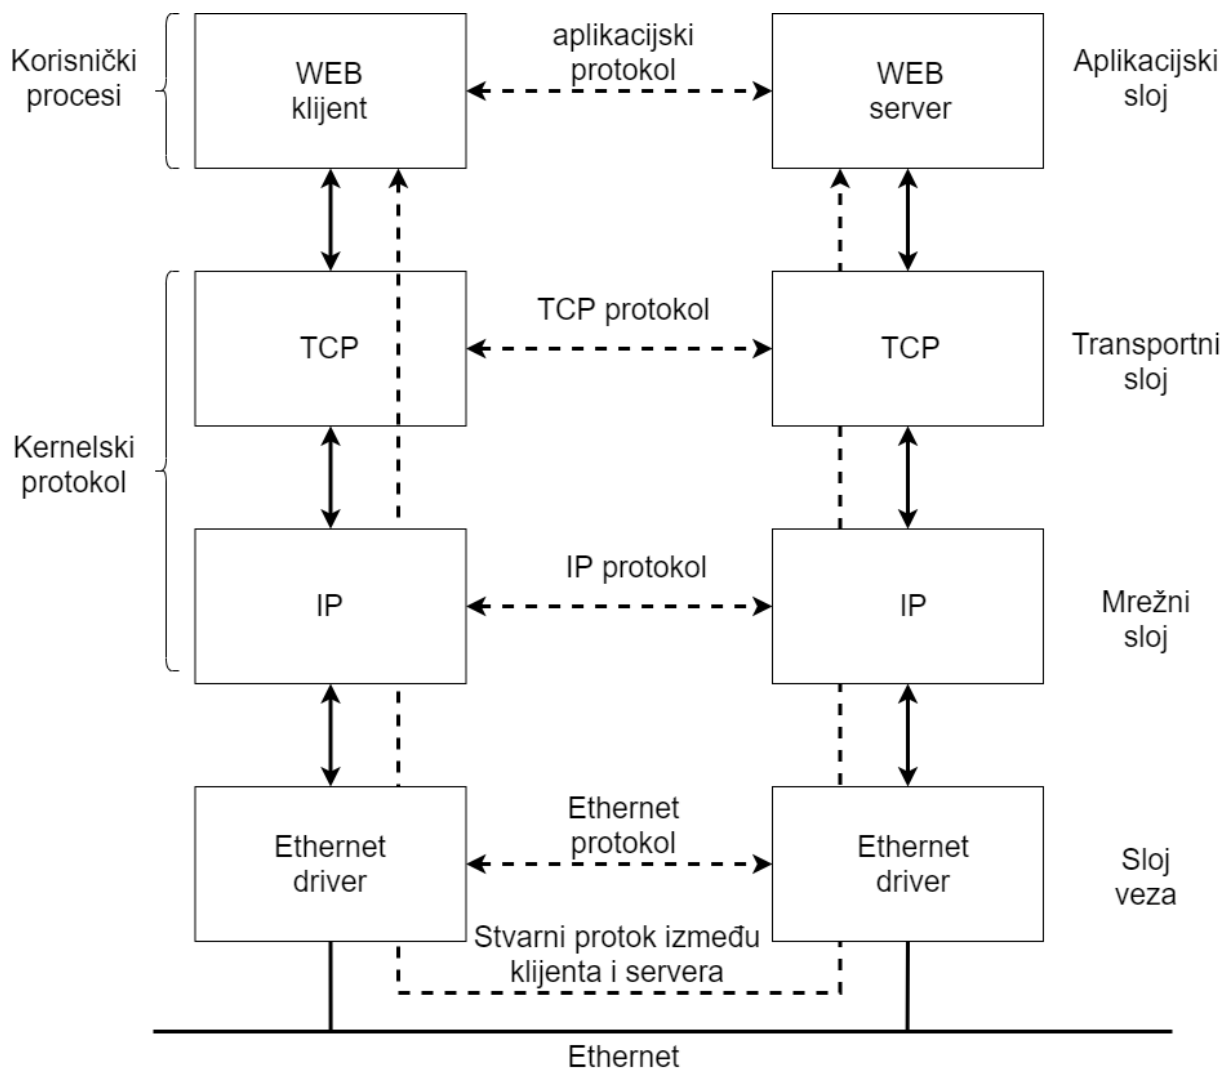 Korisnički
procesi
WEB
klijent
aplikacijski
protokol
WEB
server
Aplikacijski
sloj
Kernelski
protokol
TCP
TCP protokol
TCP
Transportni
sloj
IP
IP protokol
IP
Mrežni
sloj
Ethernet
driver
Ethernet
protokol
Ethernet
driver
Sloj
veza
Stvarni protok između
klijenta i servera
Ethernet